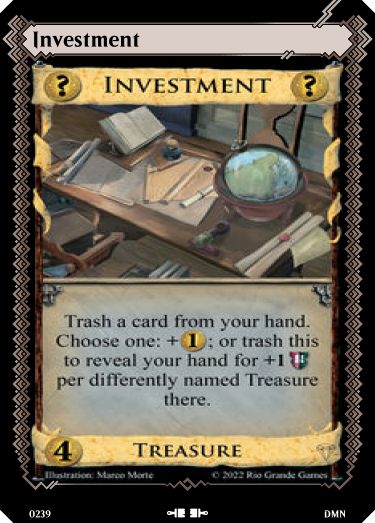 Investment
? INVESTMENT ?
Trash a card from your hand.
Choose one: +1; or trash this
to reveal your hand for +1
per differently named Treasure
there.
4 TREASURE
Illustration: Marco Morte © 2022 Rio Grande Games
0239 DMN